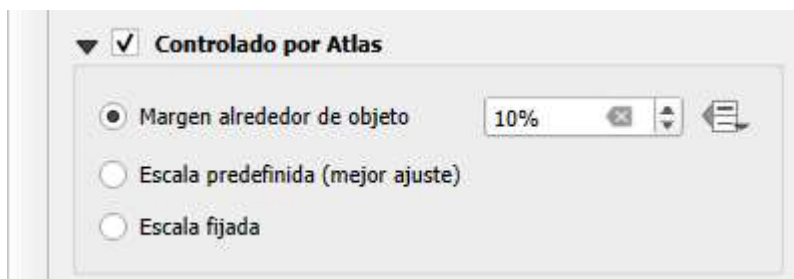 Controlado por Atlas
Margen alrededor de objeto 10%
Escala predefinida (mejor ajuste)
Escala fijada